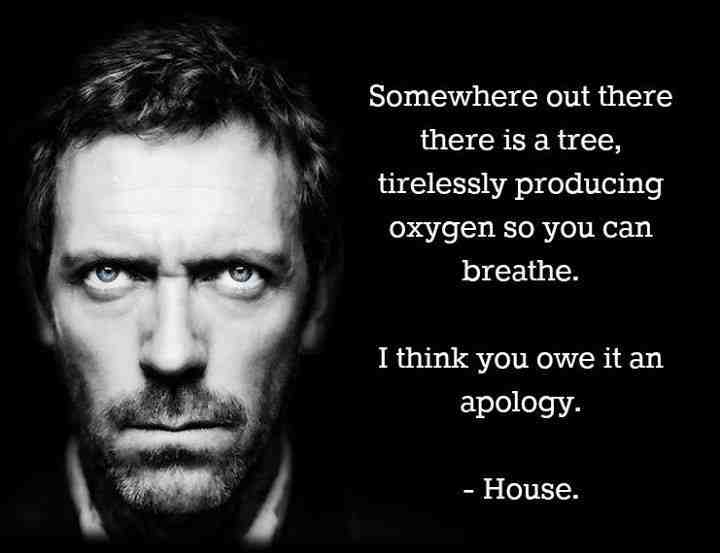 Somewhere out there
there is a tree,
tirelessly producing
oxygen so you can
breathe.
I think you owe it an
apology.
- House.